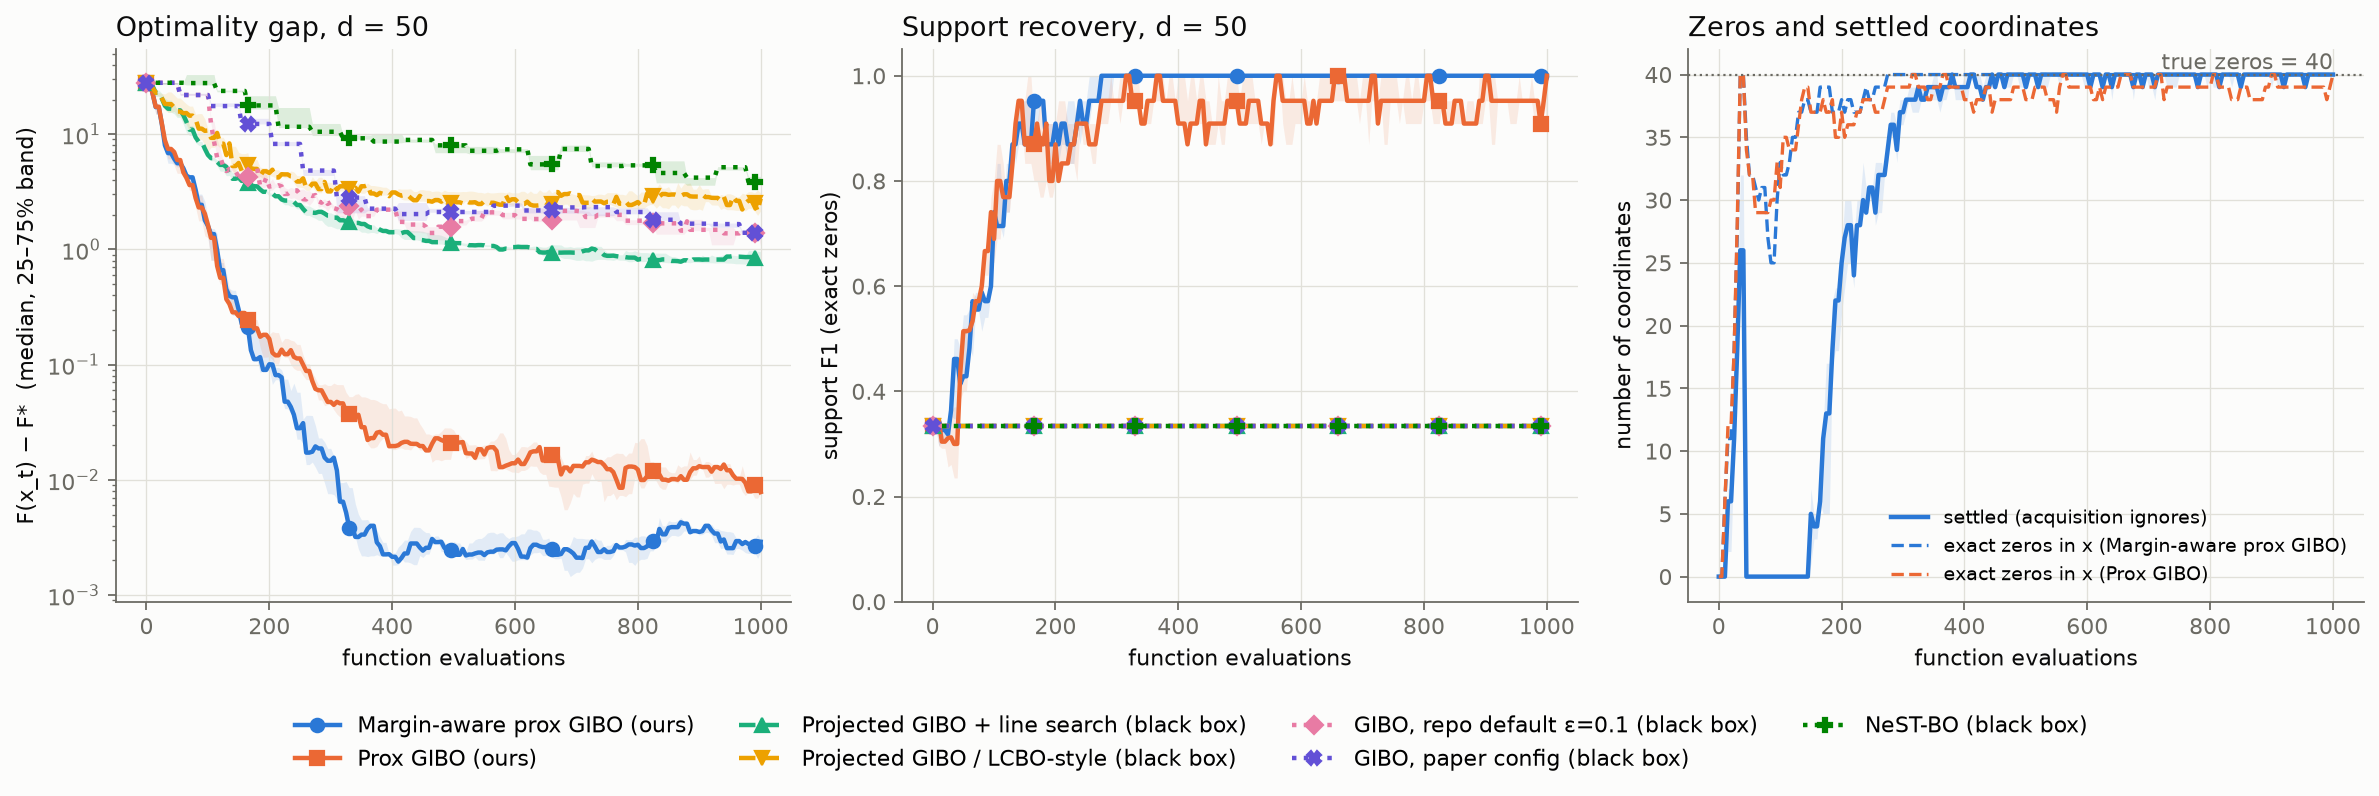 Optimality gap, d = 50
F(x_t) − F* (median, 25–75% band)
10¹
10⁰
10⁻¹
10⁻²
10⁻³
0 200 400 600 800 1000
function evaluations
Support recovery, d = 50
support F1 (exact zeros)
1.0
0.8
0.6
0.4
0.2
0.0
0 200 400 600 800 1000
function evaluations
Zeros and settled coordinates
number of coordinates
true zeros = 40
40
35
30
25
20
15
10
5
0
settled (acquisition ignores)
exact zeros in x (Margin-aware prox GIBO)
exact zeros in x (Prox GIBO)
0 200 400 600 800 1000
function evaluations
Margin-aware prox GIBO (ours)
Prox GIBO (ours)
Projected GIBO + line search (black box)
Projected GIBO / LCBO-style (black box)
GIBO, repo default ε=0.1 (black box)
GIBO, paper config (black box)
NeST-BO (black box)